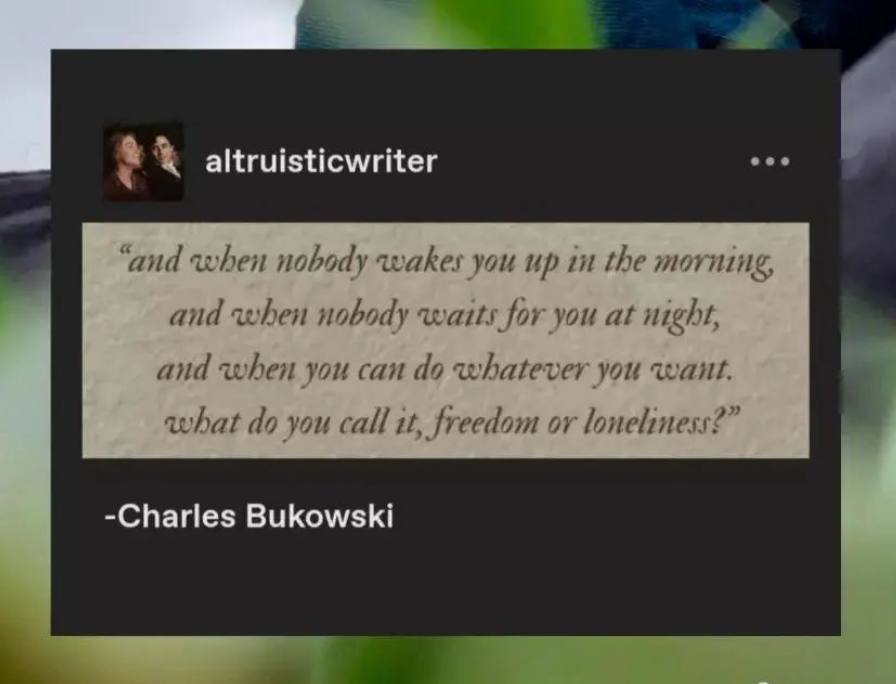 altruisticwriter
“and when nobody wakes you up in the morning,
and when nobody waits for you at night,
and when you can do whatever you want.
what do you call it, freedom or loneliness?”
-Charles Bukowski